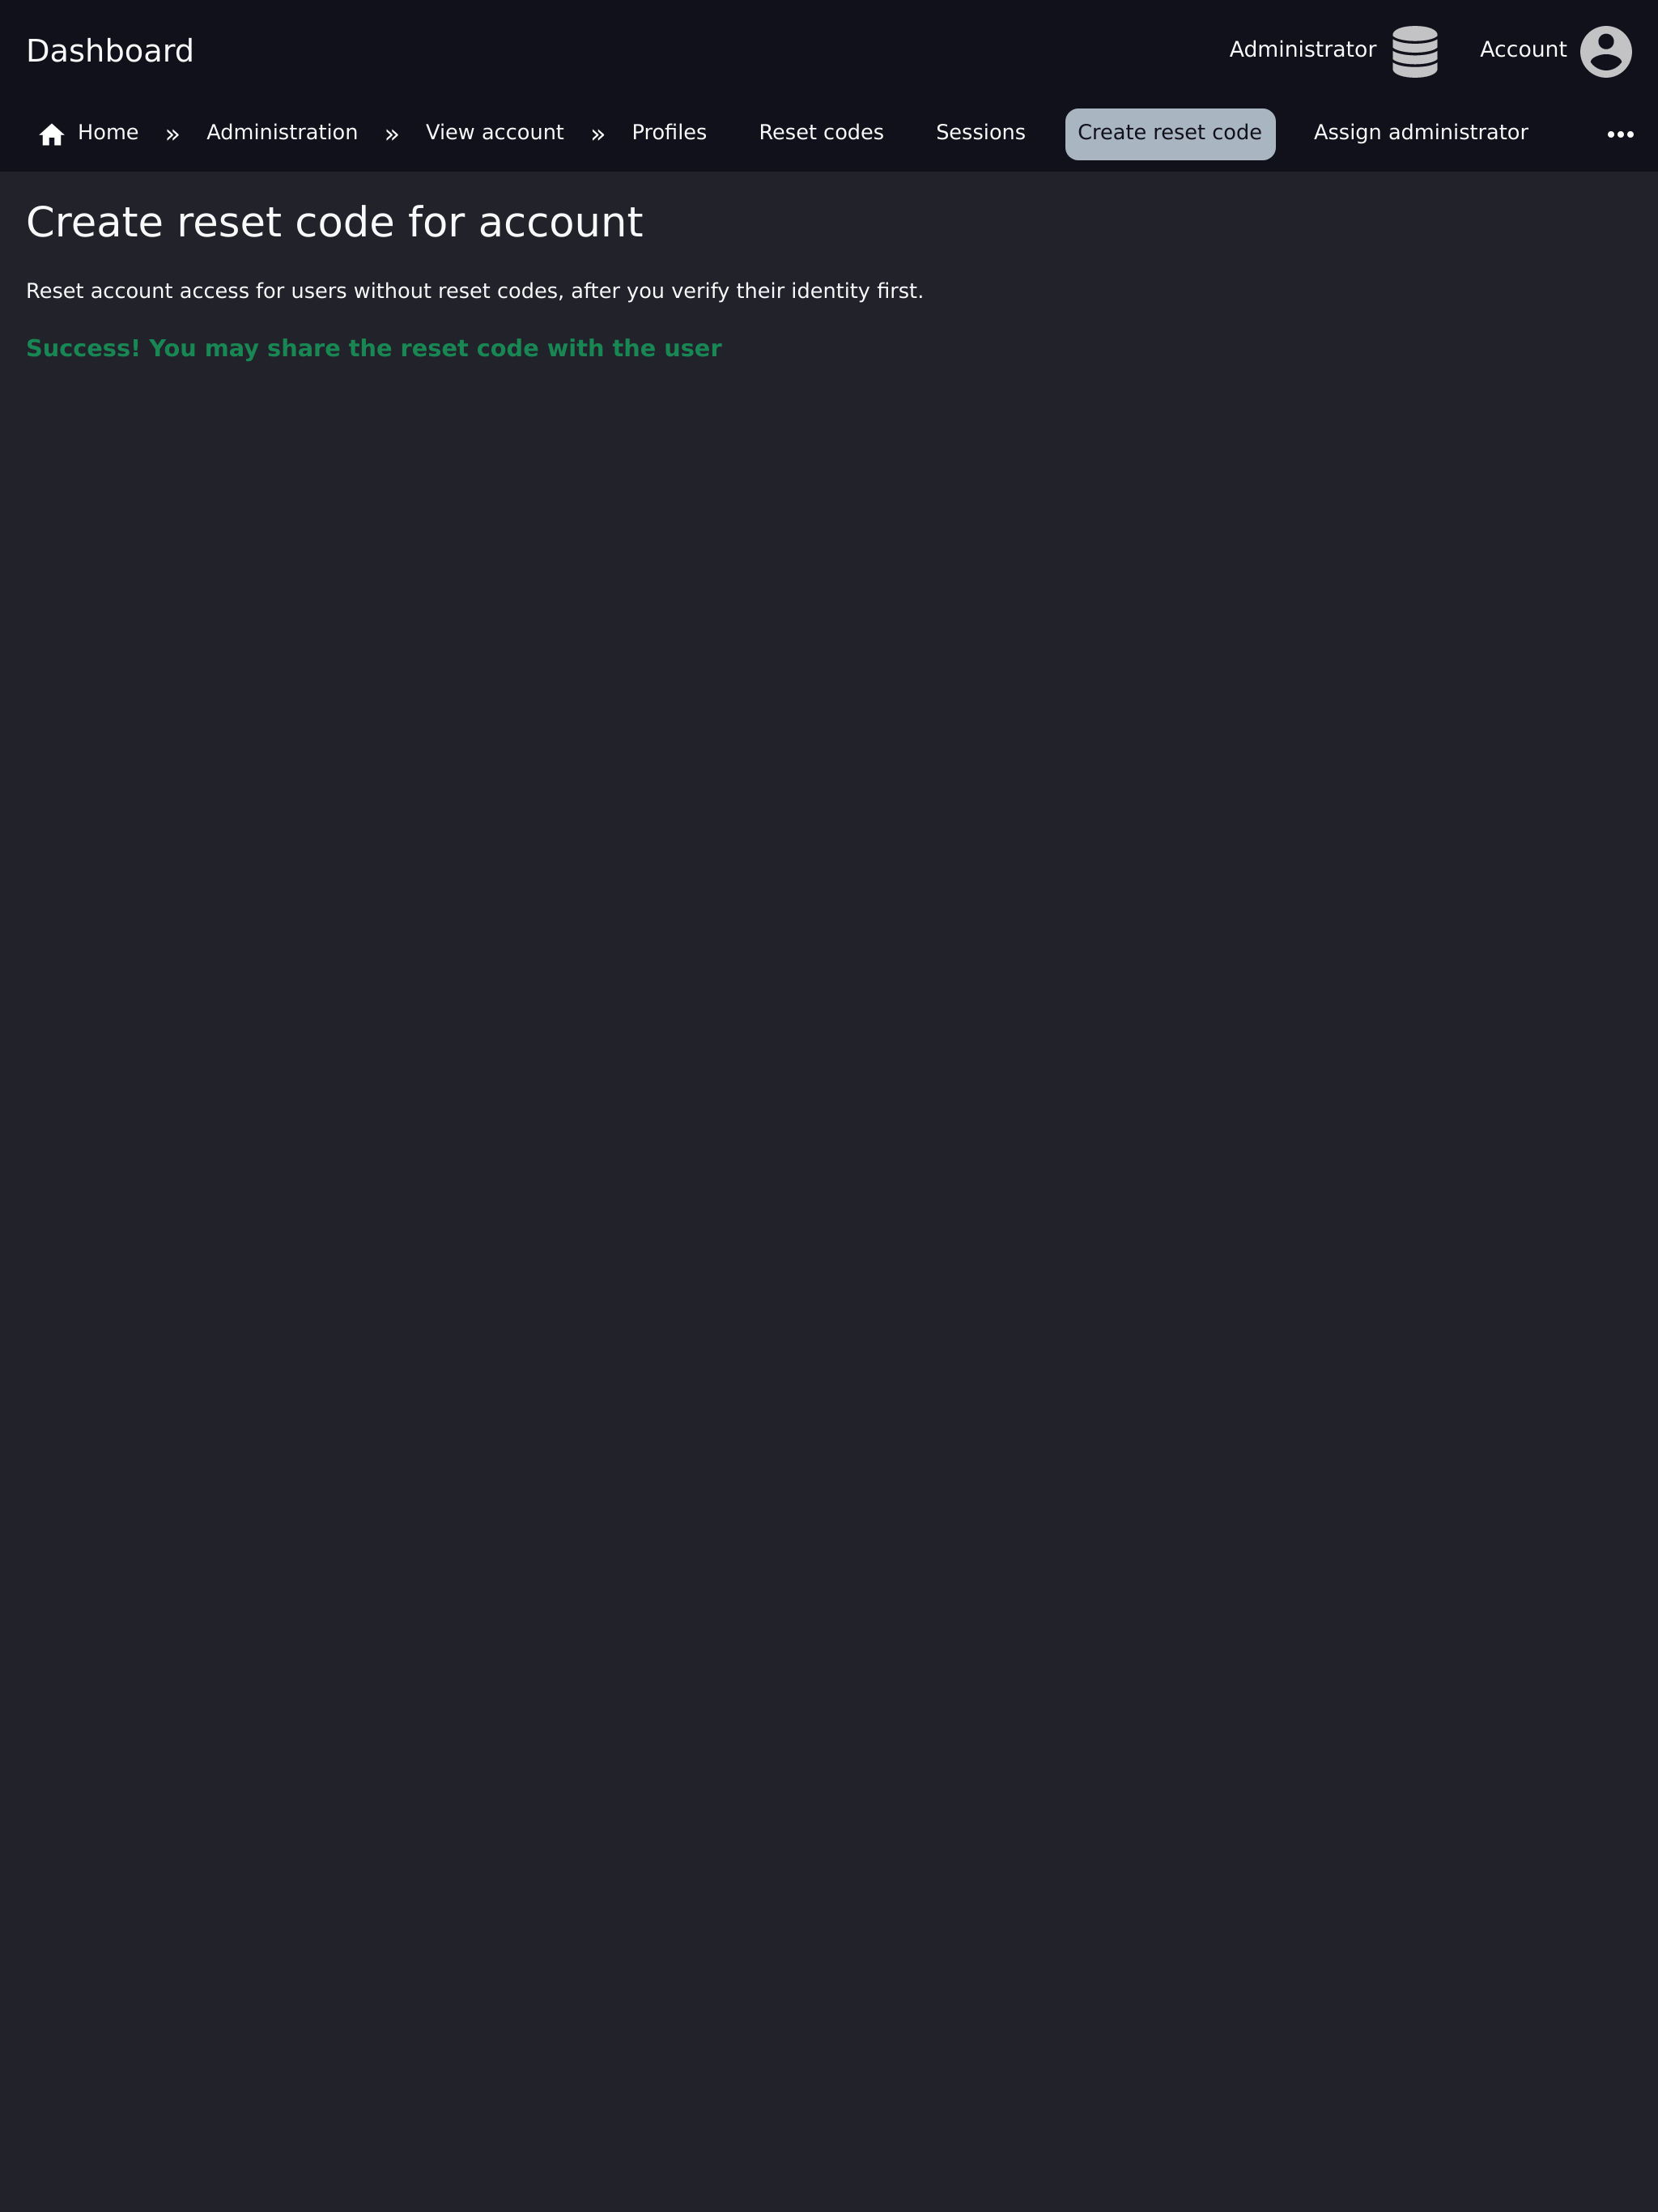 Dashboard
Administrator
Account
Home » Administration » View account » Profiles Reset codes Sessions Create reset code Assign administrator •••
Create reset code for account
Reset account access for users without reset codes, after you verify their identity first.
Success! You may share the reset code with the user